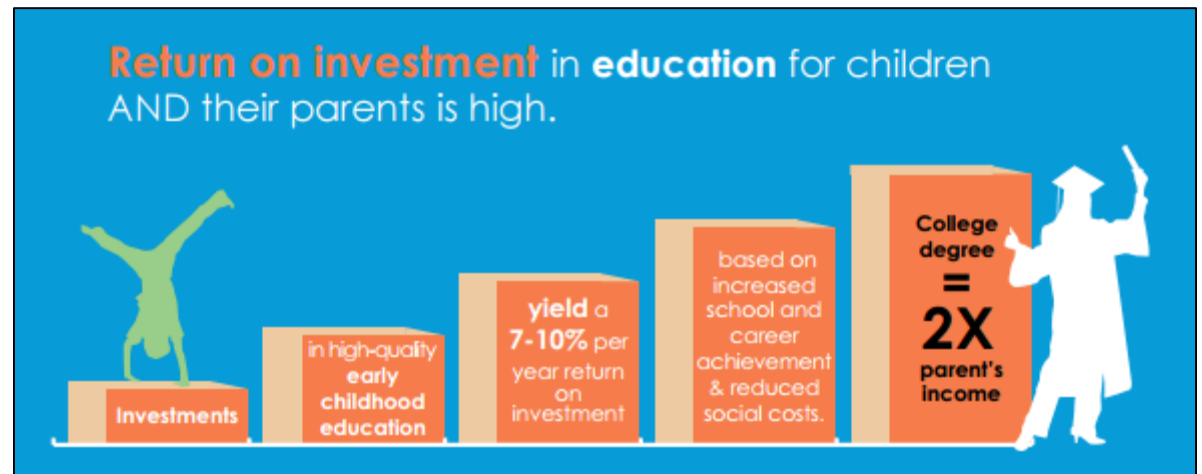 Return on investment in education for children
AND their parents is high.
Investments
in high-quality
early
childhood
education
yield a
7-10% per
year return
on
investment
based on
increased
school and
career
achievement
& reduced
social costs.
College
degree
=
2X
parent's
income